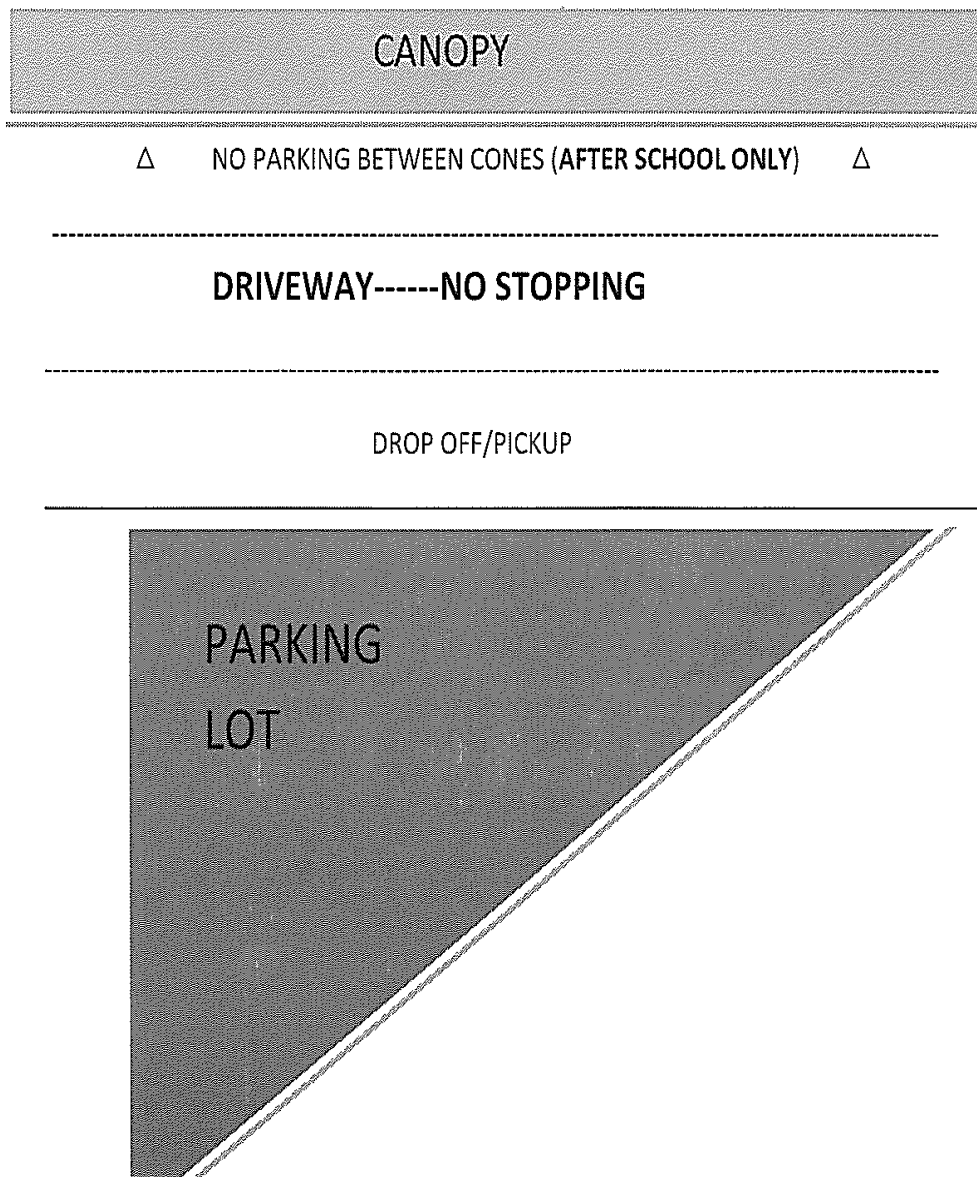 CANOPY
Δ NO PARKING BETWEEN CONES (AFTER SCHOOL ONLY) Δ
DRIVEWAY------NO STOPPING
DROP OFF/PICKUP
PARKING
LOT